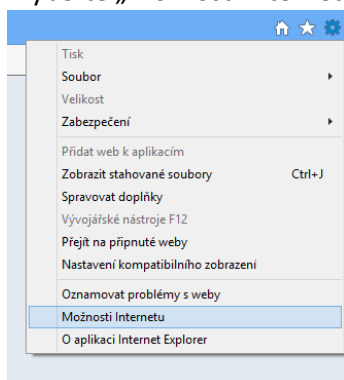 Tisk
Soubor
Velikost
Zabezpečení
Přidat web k aplikacím
Zobrazit stahované soubory Ctrl+J
Spravovat doplňky
Vývojářské nástroje F12
Přejít na připnuté weby
Nastavení kompatibilního zobrazení
Oznamovat problémy s weby
Možnosti Internetu
O aplikaci Internet Explorer